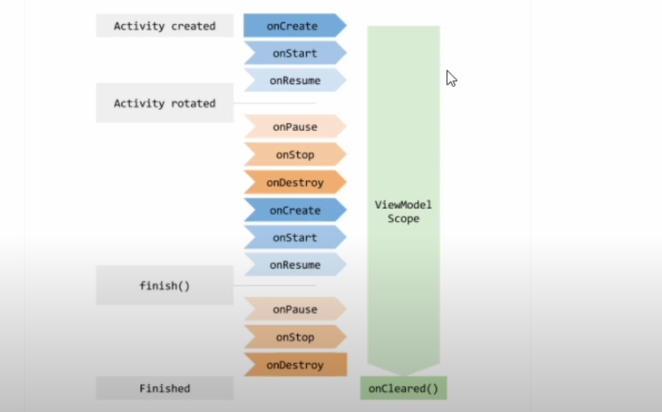 Activity created
onCreate
onStart
onResume
Activity rotated
onPause
onStop
onDestroy
onCreate
onStart
onResume
ViewModel
Scope
finish()
onPause
onStop
onDestroy
Finished
onCleared()